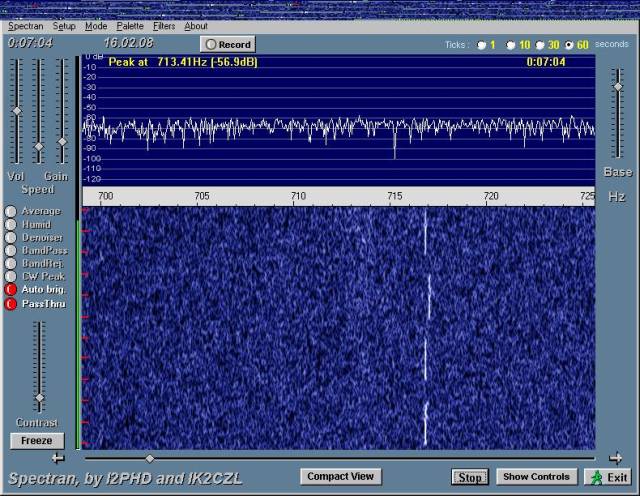 Spectran Setup Mode Palette Filters About
0:07:04 16.02.08 Record Ticks : 1 10 30 60 seconds
Peak at 713.41Hz (-56.9dB) 0:07:04
0 dB
-10
-20
-30
-40
-50
-60
-70
-80
-90
-100
-110
-120
Vol Gain
Speed
Base
700 705 710 715 720 725
Hz
Average
Humid
Denoiser
BandPass
BandRej.
CW Peak
Auto brig.
PassThru
Contrast
Freeze
Spectran, by I2PHD and IK2CZL Compact View Stop Show Controls Exit